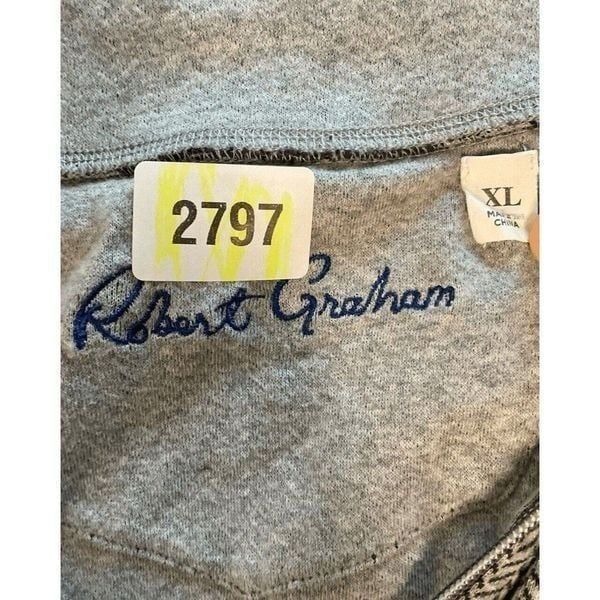 2797
XL
MADE IN
CHINA
Robert Graham